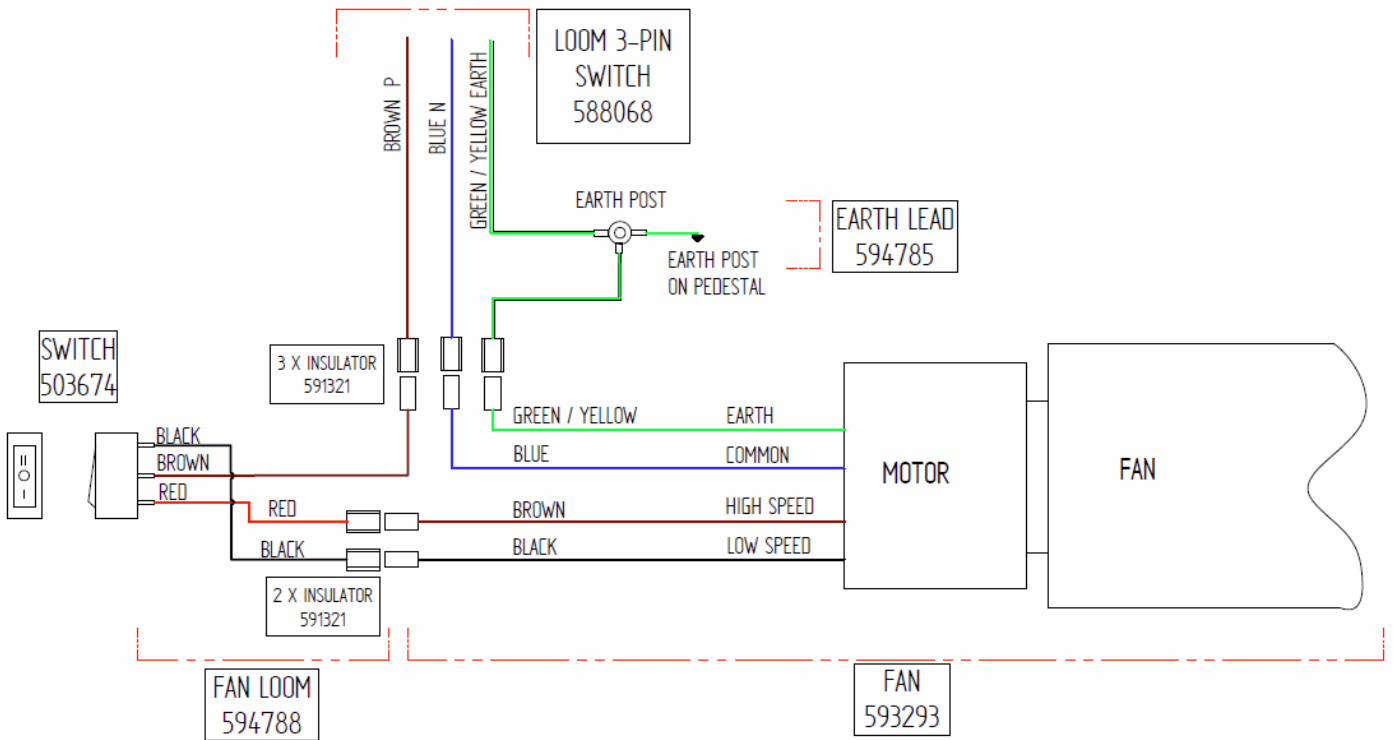 LOOM 3-PIN
SWITCH
588068
BROWN P
BLUE N
GREEN / YELLOW EARTH
EARTH POST
EARTH POST
ON PEDESTAL
EARTH LEAD
594785
SWITCH
503674
3 X INSULATOR
591321
GREEN / YELLOW EARTH
BLUE COMMON
MOTOR
FAN
BLACK
BROWN
RED
II O I
RED
BROWN HIGH SPEED
BLACK
BLACK LOW SPEED
2 X INSULATOR
591321
FAN LOOM
594788
FAN
593293